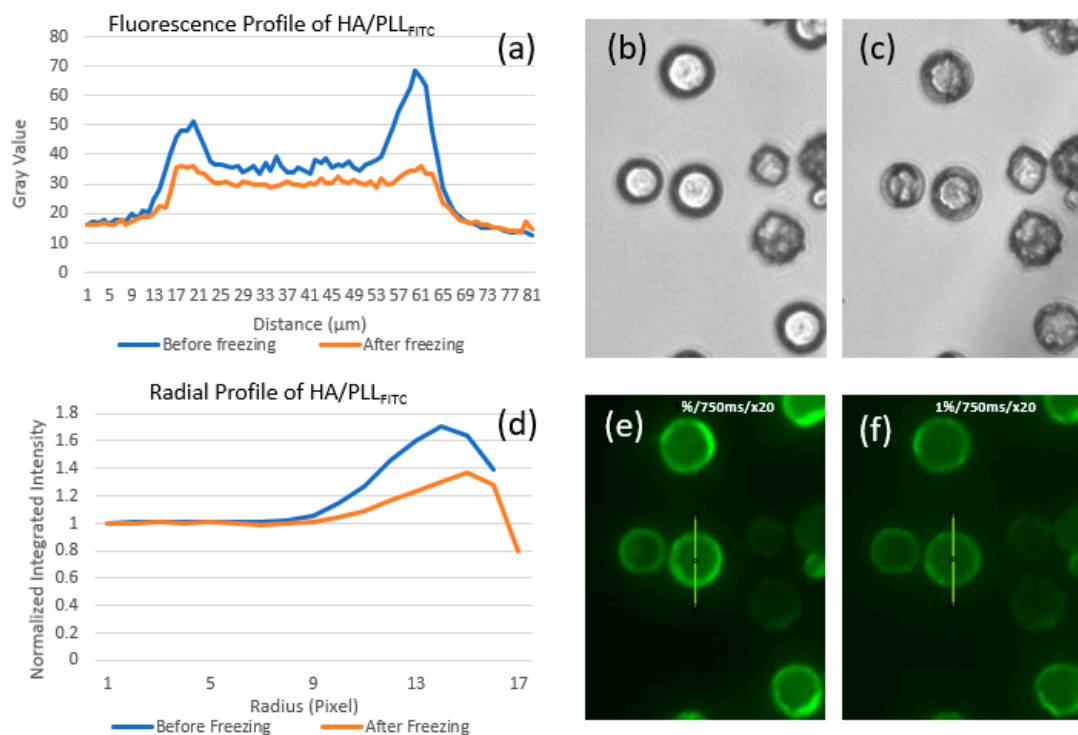 Fluorescence Profile of HA/PLLFITC
(a)
80
70
60
50
40
30
20
10
0
Gray Value
1 5 9 13 17 21 25 29 33 37 41 45 49 53 57 61 65 69 73 77 81
Distance (µm)
Before freezing After freezing
(b)
(c)
Radial Profile of HA/PLLFITC
(d)
1.8
1.6
1.4
1.2
1
0.8
0.6
0.4
0.2
0
Normalized Integrated Intensity
1 5 9 13 17
Radius (Pixel)
Before Freezing After Freezing
(e)
%/750ms/x20
(f)
1%/750ms/x20